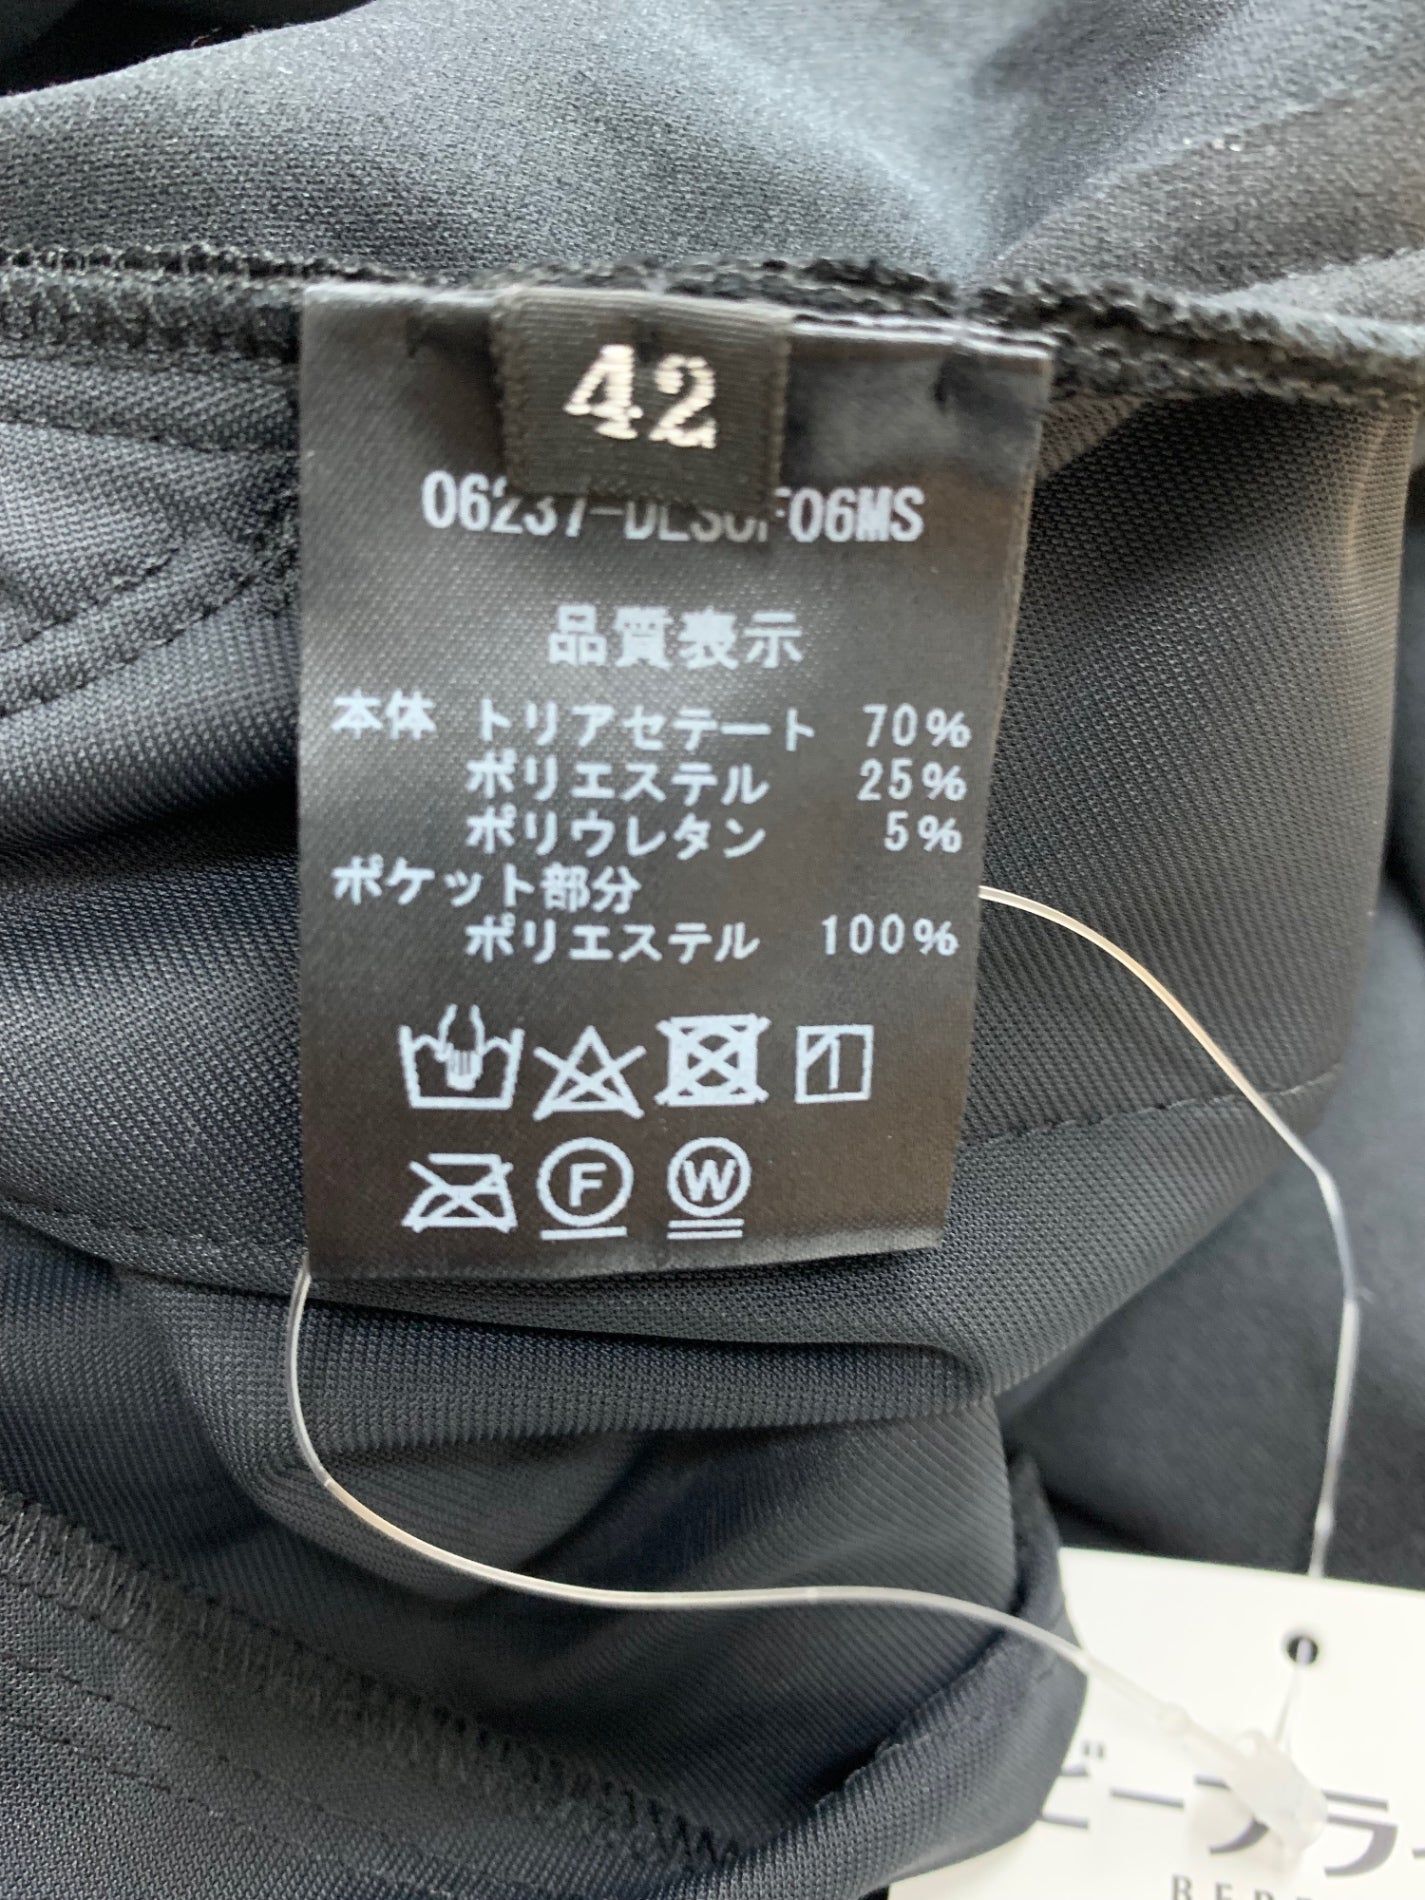 42
品質表示
本体 トリアセテート 70%
ポリエステル 25%
ポリウレタン 5%
ポケット部分
ポリエステル 100%
F W